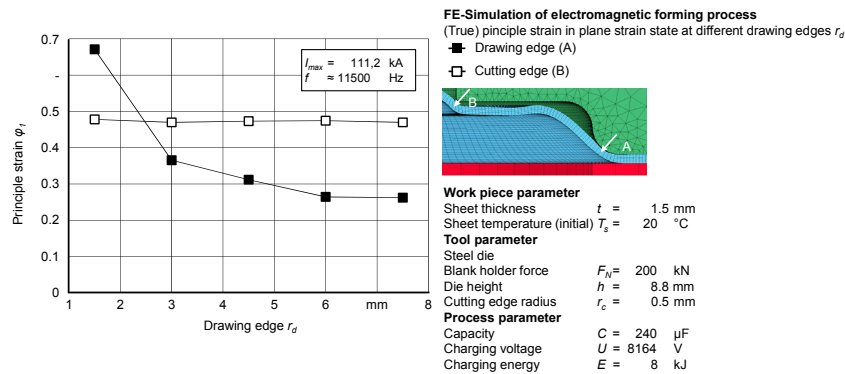 FE-Simulation of electromagnetic forming process
(True) pinciple strain in plane strain state at different drawing edges r_d
Drawing edge (A)
Cutting edge (B)
B
A
Work piece parameter
Sheet thickness t = 1.5 mm
Sheet temperature (initial) T_s = 20 °C
Tool parameter
Steel die
Blank holder force F_N= 200 kN
Die height h = 8.8 mm
Cutting edge radius r_c = 0.5 mm
Process parameter
Capacity C = 240 µF
Charging voltage U = 8164 V
Charging energy E = 8 kJ
I_max = 111,2 kA
f ≈ 11500 Hz
Principle strain φ_1
0.7
-
0.5
0.4
0.3
0.2
0.1
0
1 2 3 4 5 6 mm 8
Drawing edge r_d